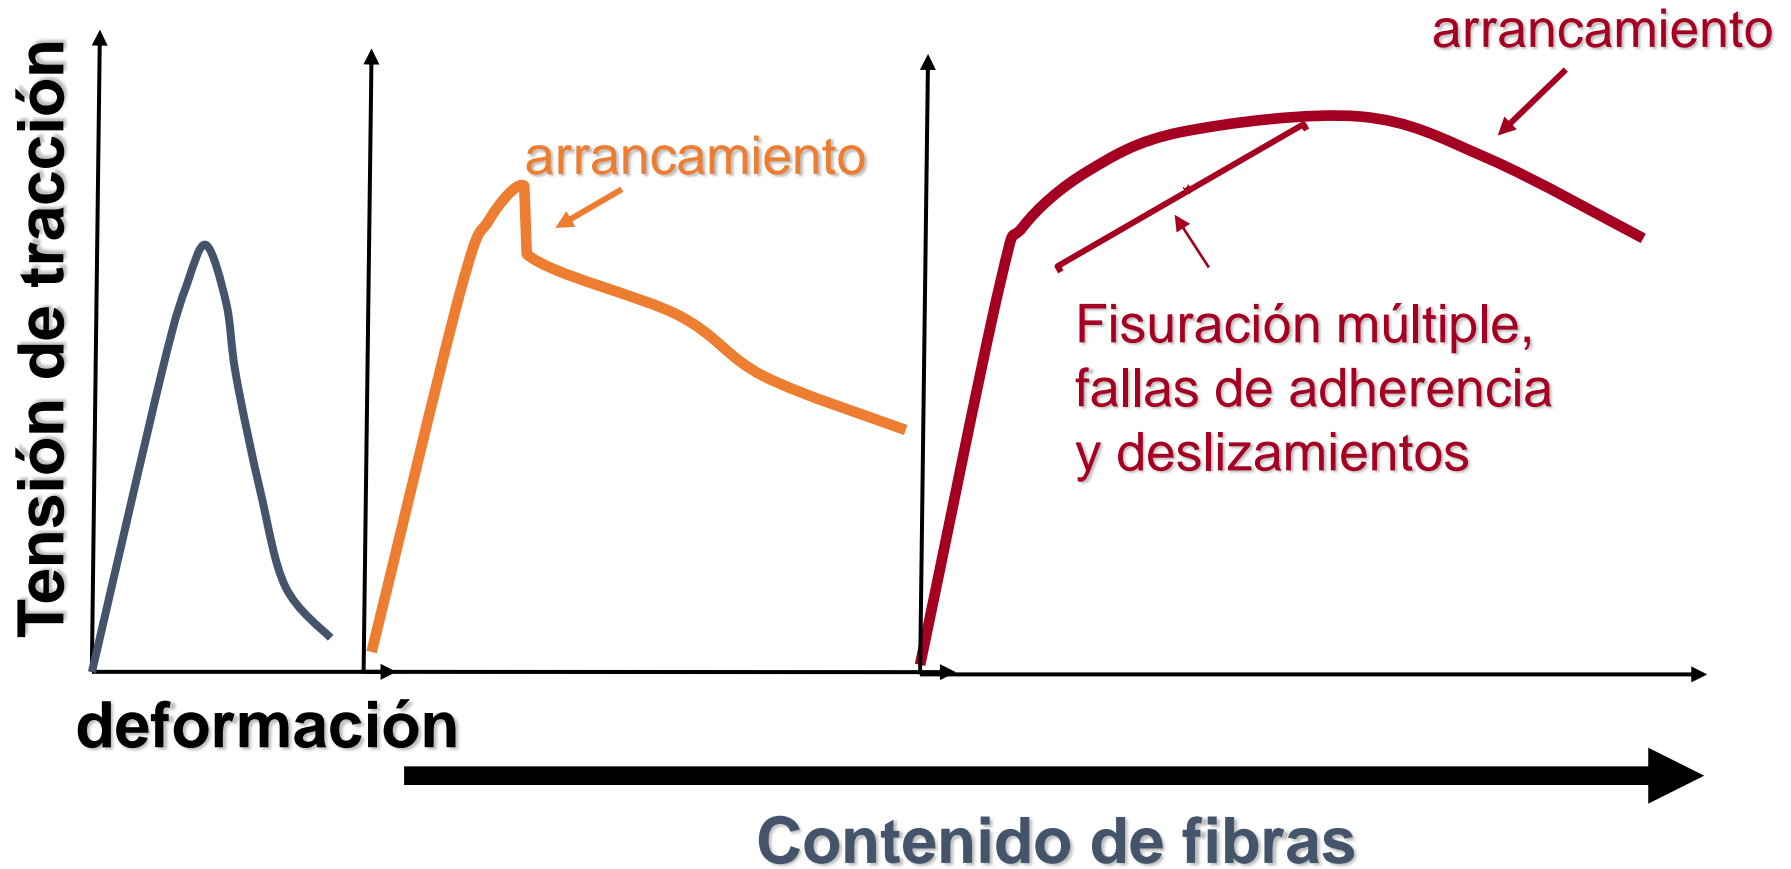 Tensión de tracción
arrancamiento
arrancamiento
Fisuración múltiple,
fallas de adherencia
y deslizamientos
deformación
Contenido de fibras